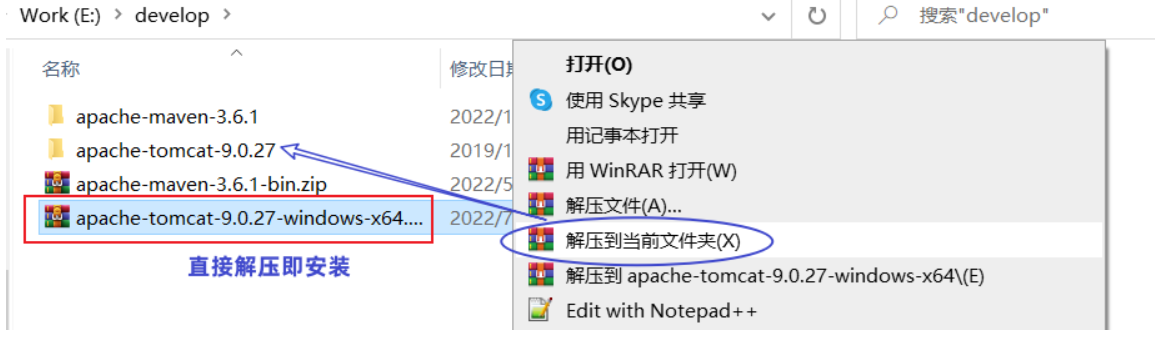 Work (E:) > develop >
搜索"develop"
名称
修改日期
apache-maven-3.6.1
2022/1
apache-tomcat-9.0.27
2019/1
apache-maven-3.6.1-bin.zip
2022/5
apache-tomcat-9.0.27-windows-x64....
2022/7
直接解压即安装
打开(O)
使用 Skype 共享
用记事本打开
用 WinRAR 打开(W)
解压文件(A)...
解压到当前文件夹(X)
解压到 apache-tomcat-9.0.27-windows-x64\(E)
Edit with Notepad++